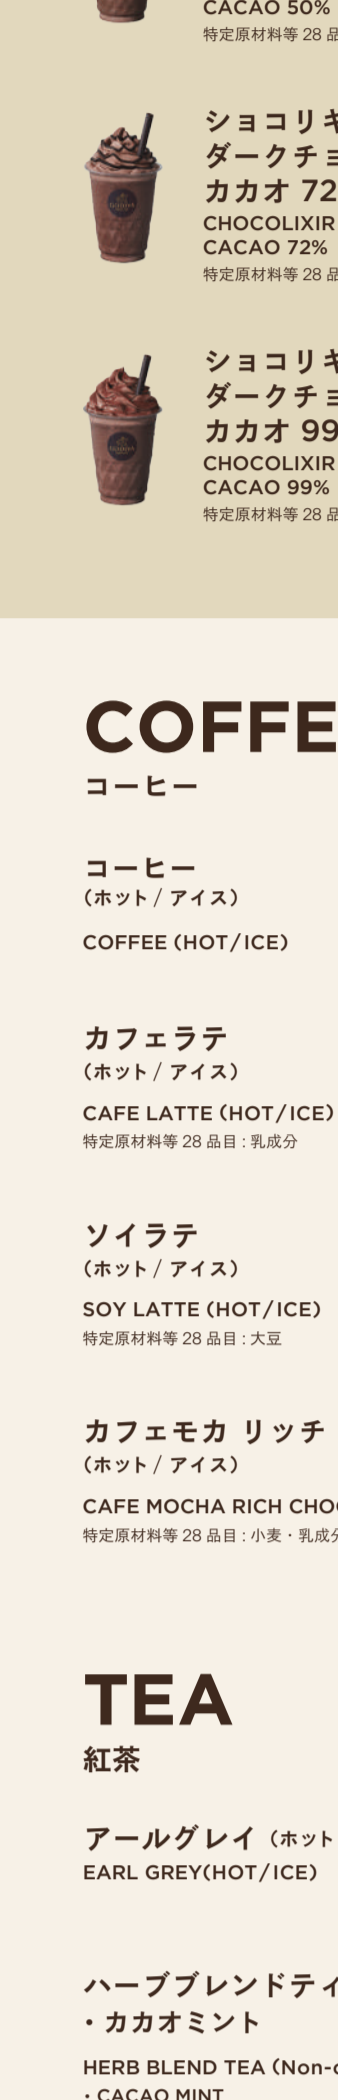 CACAO 50%
特定原材料等 28
ショコリ
ダークチョ
カカオ 72
CHOCOLIXIR
CACAO 72%
特定原材料等 28
ショコリ
ダークチョ
カカオ 99
CHOCOLIXIR
CACAO 99%
特定原材料等 28
COFFE
コーヒー
コーヒー
（ホット / アイス）
COFFEE (HOT/ICE)
カフェラテ
（ホット / アイス）
CAFE LATTE (HOT/ICE)
特定原材料等 28 品目 : 乳成分
ソイラテ
（ホット / アイス）
SOY LATTE (HOT/ICE)
特定原材料等 28 品目 : 大豆
カフェモカ リッチ
（ホット / アイス）
CAFE MOCHA RICH CHO
特定原材料等 28 品目 : 小麦・乳成分
TEA
紅茶
アールグレイ（ホット
EARL GREY(HOT/ICE)
ハーブブレンドティ
・カカオミント
HERB BLEND TEA (Non-
・CACAO MINT